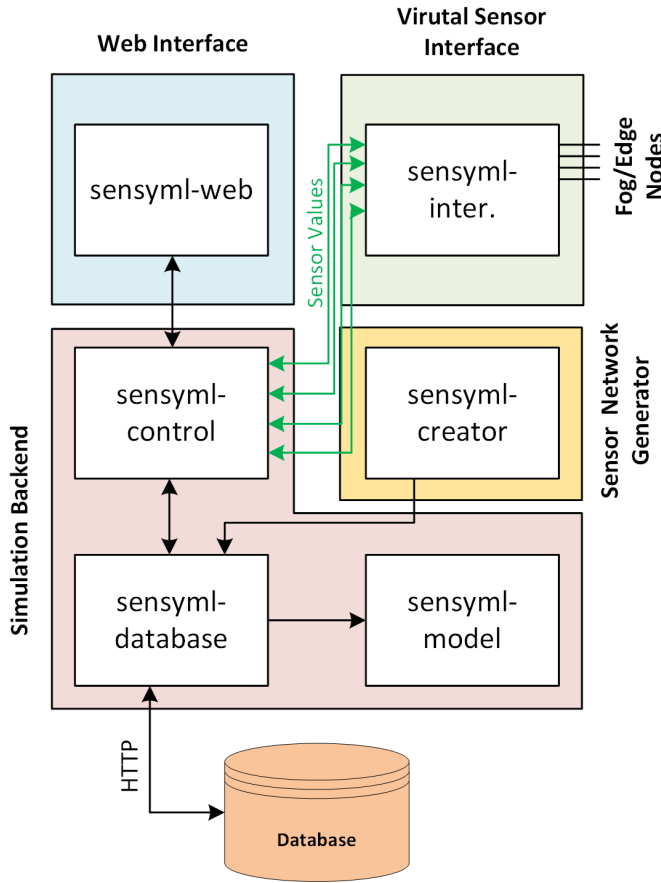 Web Interface
Virutal Sensor
Interface
sensyml-web
sensyml-
inter.
Fog/Edge
Nodes
Sensor Values
sensyml-
control
sensyml-
creator
Sensor Network
Generator
Simulation Backend
sensyml-
database
sensyml-
model
HTTP
Database